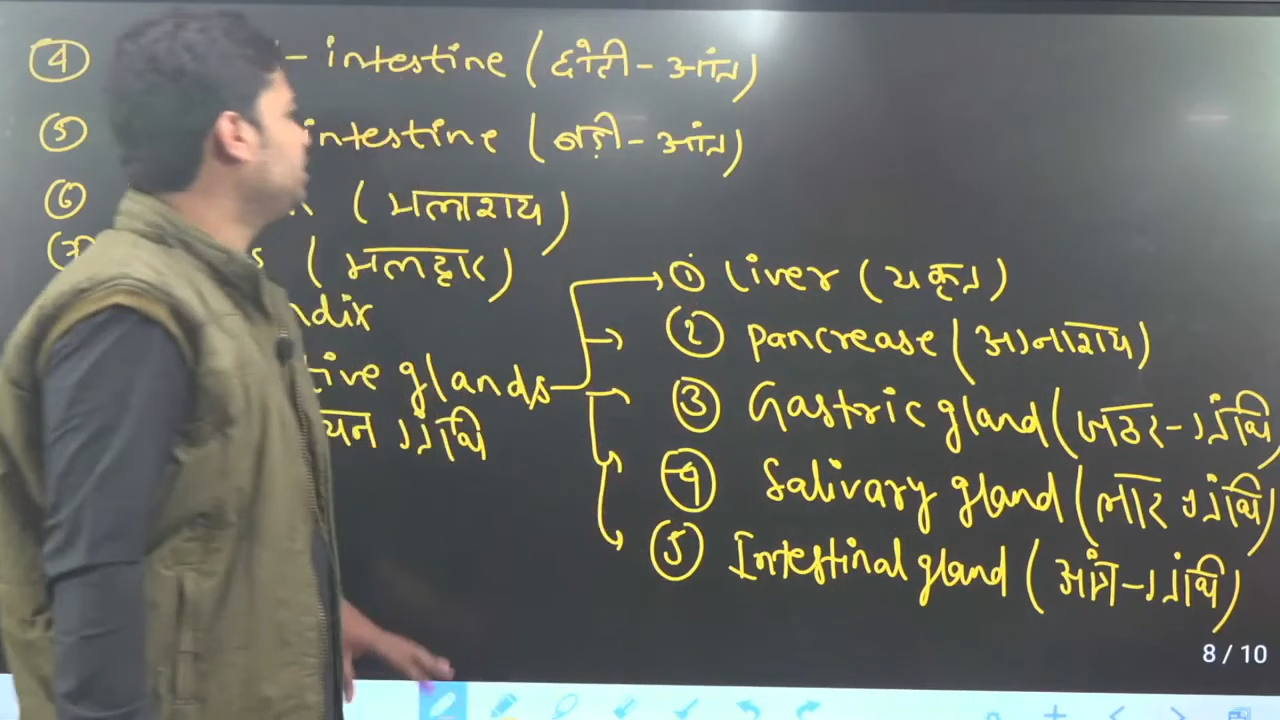 ④ - intestine (छोटी - आंत)
⑤ intestine (बड़ी - आंत)
⑥ (मलाशय)
(मलद्वार)
ndix
tive glands
चन ग्रंथि
① Liver (यकृत)
② Pancrease (अग्नाशय)
③ Gastric gland (जठर - ग्रंथि
④ Salivary gland (लार ग्रंथि)
⑤ Intestinal gland (आंत्र - ग्रंथि)
8 / 10